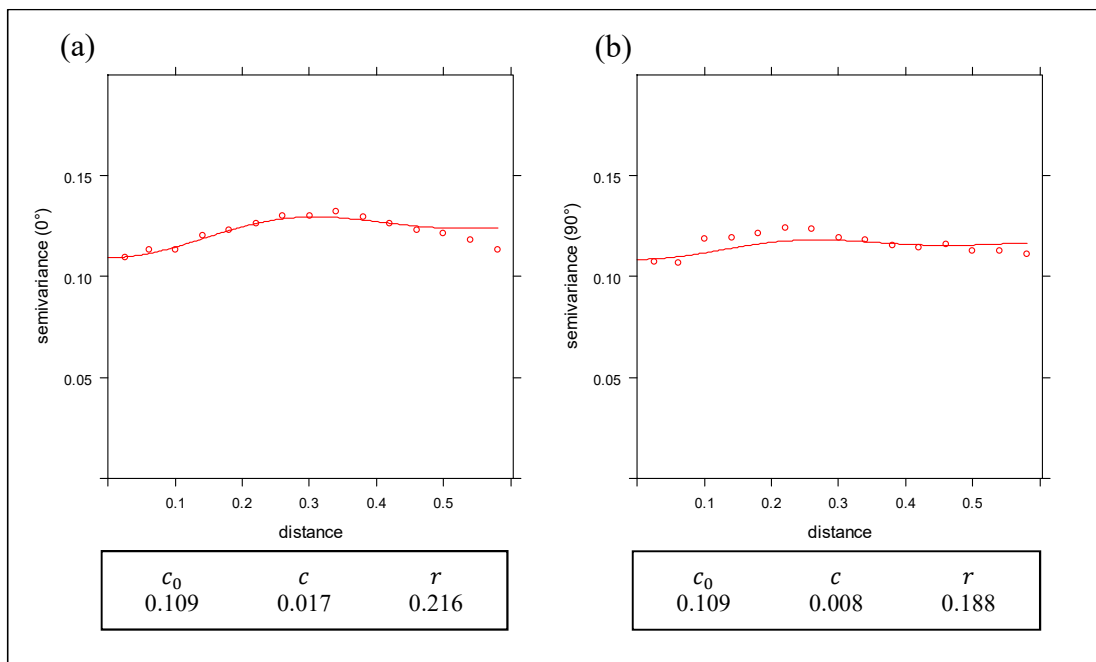 (a)
semivariance (0°)
0.15
0.10
0.05
0.1 0.2 0.3 0.4 0.5
distance
c₀ c r
0.109 0.017 0.216
(b)
semivariance (90°)
0.15
0.10
0.05
0.1 0.2 0.3 0.4 0.5
distance
c₀ c r
0.109 0.008 0.188